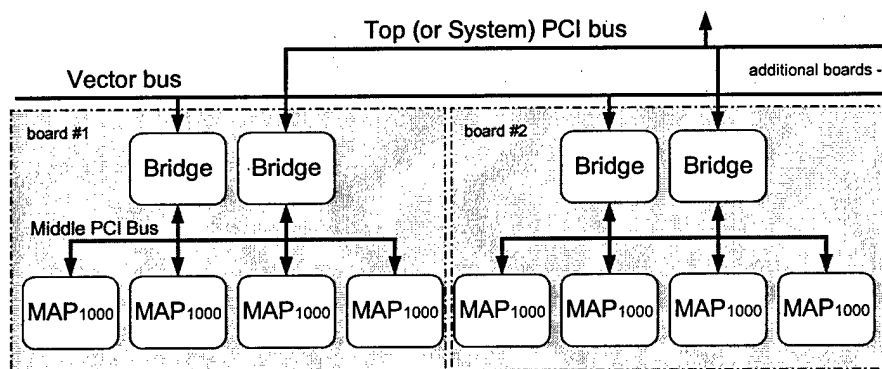 Top (or System) PCI bus
Vector bus
additional boards -
board #1
board #2
Bridge
Bridge
Bridge
Bridge
Middle PCI Bus
MAP1000
MAP1000
MAP1000
MAP1000
MAP1000
MAP1000
MAP1000
MAP1000